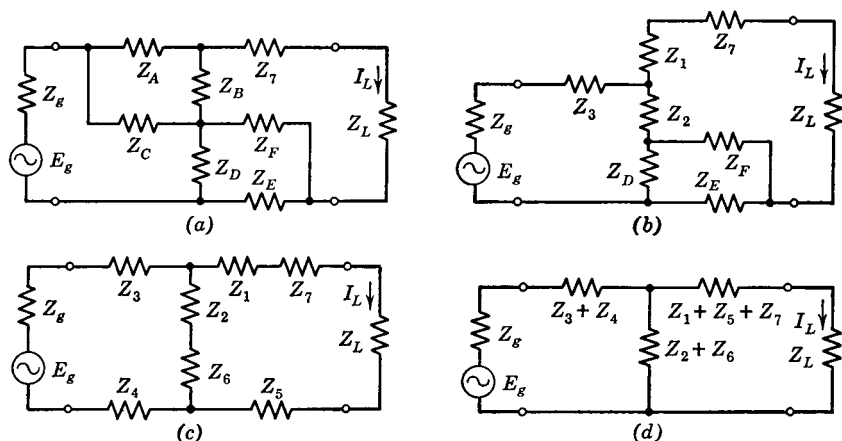 Z_A Z_7
Z_g Z_B I_L
Z_C Z_F Z_L
E_g Z_D Z_E
(a)
Z_7
Z_1 I_L
Z_g Z_3 Z_2 Z_L
E_g Z_D Z_F
Z_E
(b)
Z_3 Z_1 Z_7
Z_g Z_2 I_L
Z_L
E_g Z_6
Z_4 Z_5
(c)
Z_3 + Z_4 Z_1 + Z_5 + Z_7 I_L
Z_g Z_2 + Z_6 Z_L
E_g
(d)